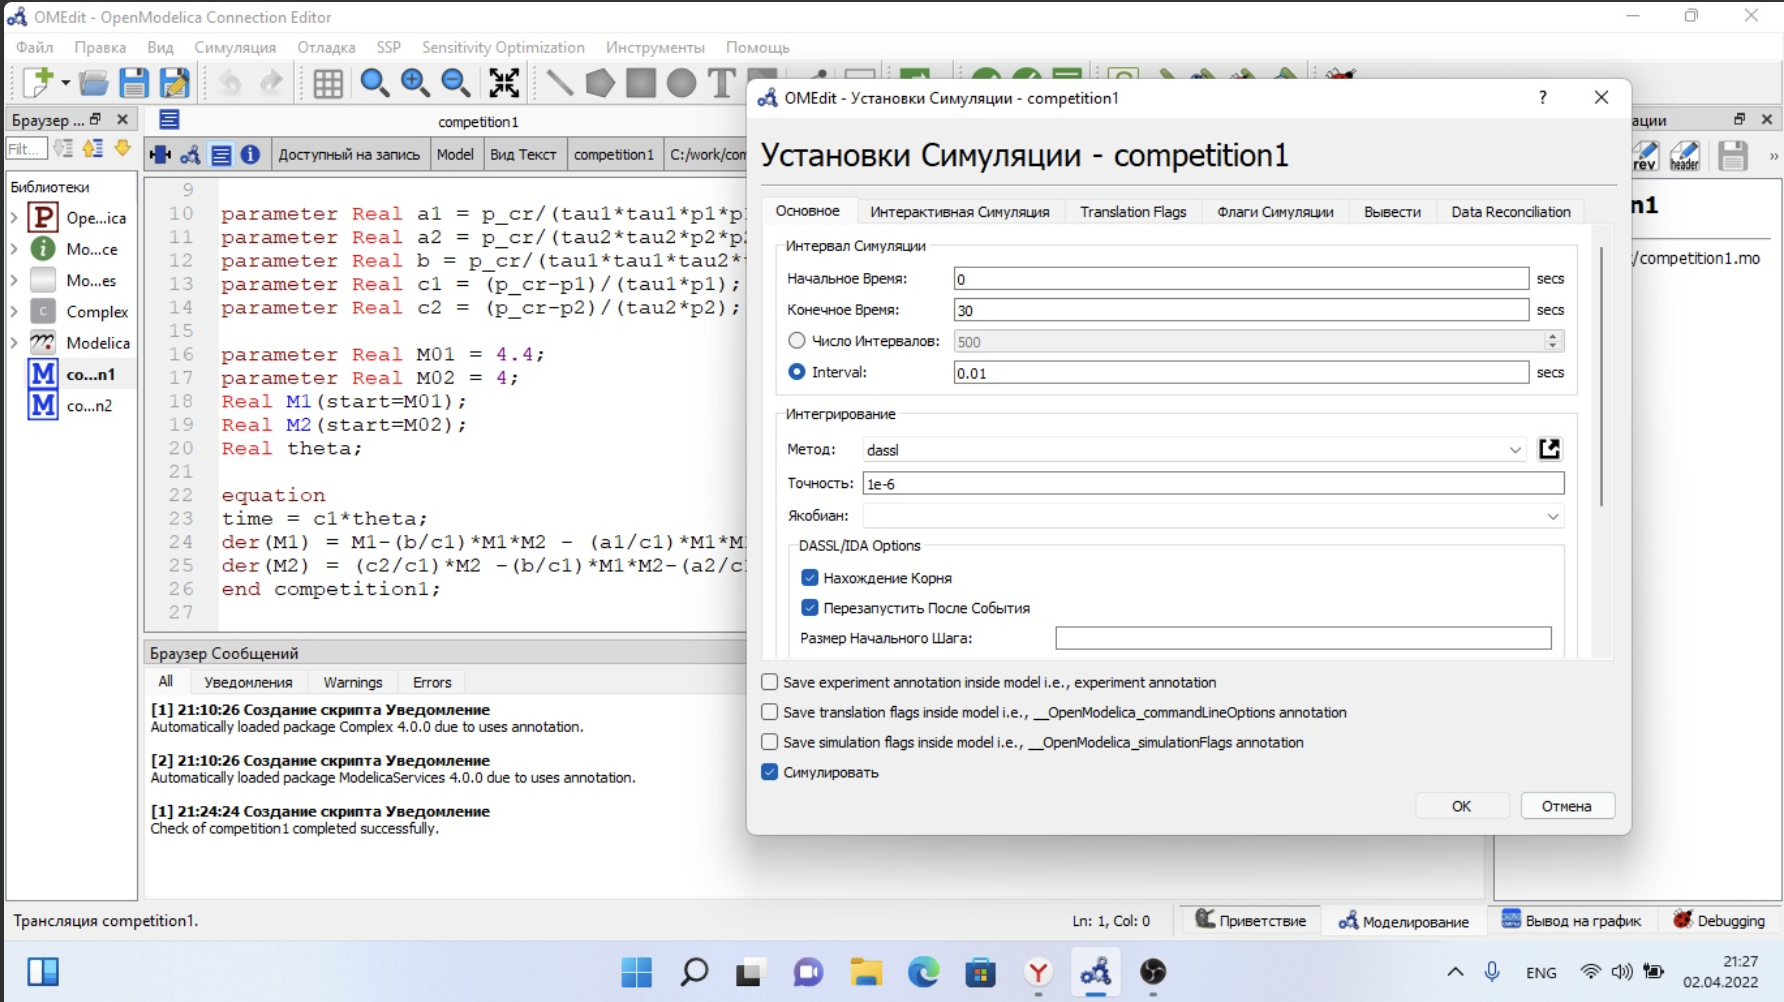 OMEdit - OpenModelica Connection Editor
Файл Правка Вид Симуляция Отладка SSP Sensitivity Optimization Инструменты Помощь
Браузер ...
competition1
Filt...
Доступный на запись Model Вид Текст competition1 C:/work/con
Библиотеки
P Ope...ica
i Mo...ce
Mo...es
C Complex
Modelica
M co...n1
M co...n2
9
10 parameter Real a1 = p_cr/(tau1*tau1*p1*p
11 parameter Real a2 = p_cr/(tau2*tau2*p2*p2
12 parameter Real b = p_cr/(tau1*tau1*tau2*
13 parameter Real c1 = (p_cr-p1)/(tau1*p1);
14 parameter Real c2 = (p_cr-p2)/(tau2*p2);
15
16 parameter Real M01 = 4.4;
17 parameter Real M02 = 4;
18 Real M1(start=M01);
19 Real M2(start=M02);
20 Real theta;
21
22 equation
23 time = c1*theta;
24 der(M1) = M1-(b/c1)*M1*M2 - (a1/c1)*M1*M
25 der(M2) = (c2/c1)*M2 -(b/c1)*M1*M2-(a2/c
26 end competition1;
27
Браузер Сообщений
All Уведомления Warnings Errors
[1] 21:10:26 Создание скрипта Уведомление
Automatically loaded package Complex 4.0.0 due to uses annotation.
[2] 21:10:26 Создание скрипта Уведомление
Automatically loaded package ModelicaServices 4.0.0 due to uses annotation.
[1] 21:24:24 Создание скрипта Уведомление
Check of competition1 completed successfully.
OMEdit - Установки Симуляции - competition1
Установки Симуляции - competition1
Основное Интерактивная Симуляция Translation Flags Флаги Симуляции Вывести Data Reconciliation
Интервал Симуляции
Начальное Время: 0 secs
Конечное Время: 30 secs
Число Интервалов: 500
Interval: 0.01 secs
Интегрирование
Метод: dassl
Точность: 1e-6
Якобиан:
DASSL/IDA Options
Нахождение Корня
Перезапустить После События
Размер Начального Шага:
Save experiment annotation inside model i.e., experiment annotation
Save translation flags inside model i.e., __OpenModelica_commandLineOptions annotation
Save simulation flags inside model i.e., __OpenModelica_simulationFlags annotation
Симулировать
OK Отмена
ации
rev header
n1
/competition1.mo
Трансляция competition1.
Ln: 1, Col: 0 Приветствие Моделирование Вывод на график Debugging
ENG 21:27
02.04.2022